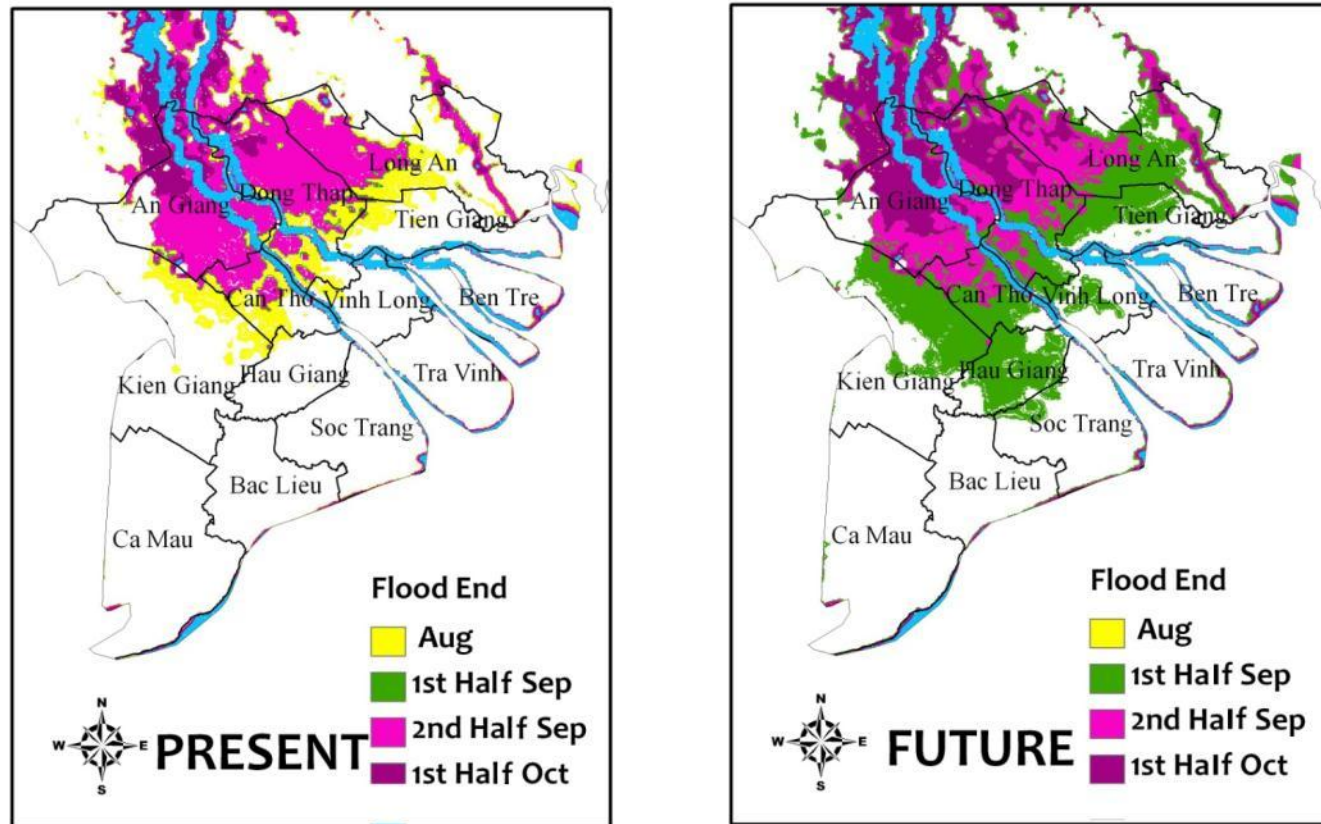 Long An
Dong Thap
An Giang
Tien Giang
Can Tho
Vinh Long
Ben Tre
Hau Giang
Tra Vinh
Kien Giang
Soc Trang
Bac Lieu
Ca Mau
Flood End
Aug
1st Half Sep
2nd Half Sep
1st Half Oct
N
W E
S
PRESENT
Long An
Dong Thap
An Giang
Tien Giang
Can Tho
Vinh Long
Ben Tre
Hau Giang
Tra Vinh
Kien Giang
Soc Trang
Bac Lieu
Ca Mau
Flood End
Aug
1st Half Sep
2nd Half Sep
1st Half Oct
N
W E
S
FUTURE